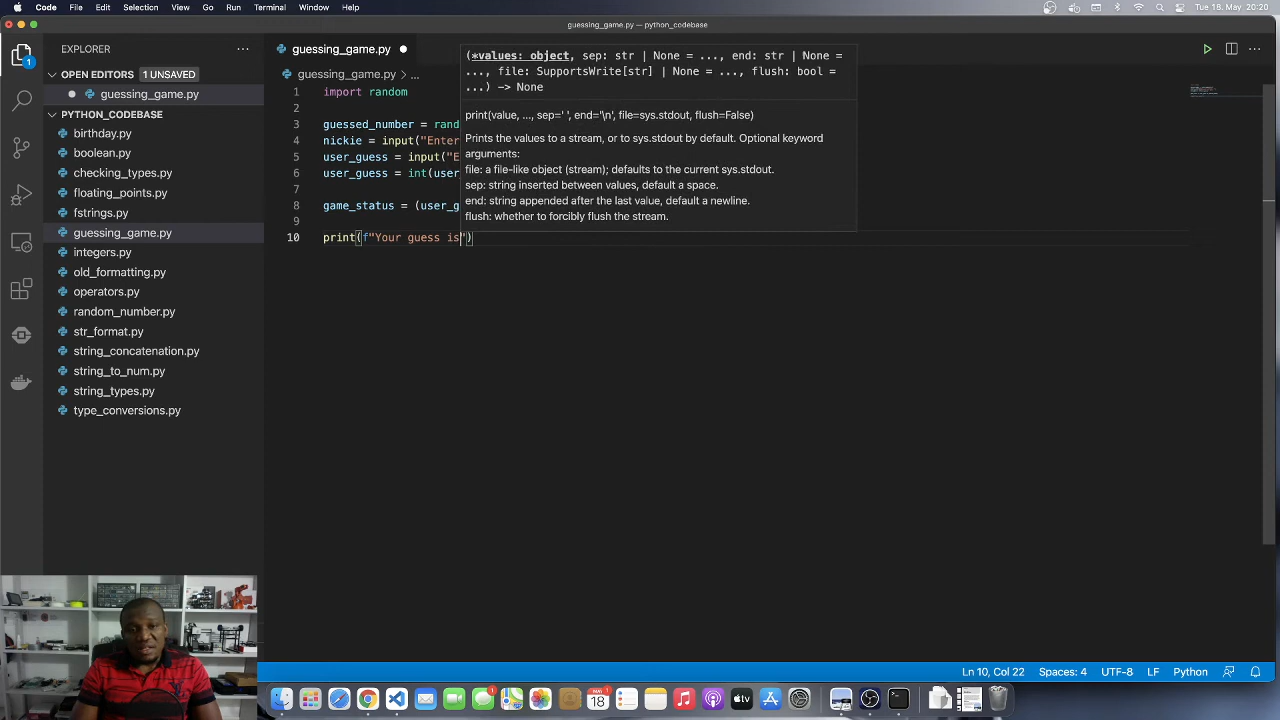 Code File Edit Selection View Go Run Terminal Window Help Tue 18. May 20:20
guessing_game.py — python_codebase
EXPLORER
guessing_game.py
OPEN EDITORS 1 UNSAVED
guessing_game.py
PYTHON_CODEBASE
birthday.py
boolean.py
checking_types.py
floating_points.py
fstrings.py
guessing_game.py
integers.py
old_formatting.py
operators.py
random_number.py
str_format.py
string_concatenation.py
string_to_num.py
string_types.py
type_conversions.py
1
guessing_game.py > ...
1 import random
2
3 guessed_number = rand
4 nickie = input("Enter
5 user_guess = input("E
6 user_guess = int(user_
7
8 game_status = (user_g
9
10 print(f"Your guess is")
(*values: object, sep: str | None = ..., end: str | None =
..., file: SupportsWrite[str] | None = ..., flush: bool =
...) -> None
print(value, ..., sep=' ', end='\n', file=sys.stdout, flush=False)
Prints the values to a stream, or to sys.stdout by default. Optional keyword
arguments:
file: a file-like object (stream); defaults to the current sys.stdout.
sep: string inserted between values, default a space.
end: string appended after the last value, default a newline.
flush: whether to forcibly flush the stream.
Ln 10, Col 22 Spaces: 4 UTF-8 LF Python
18
tv